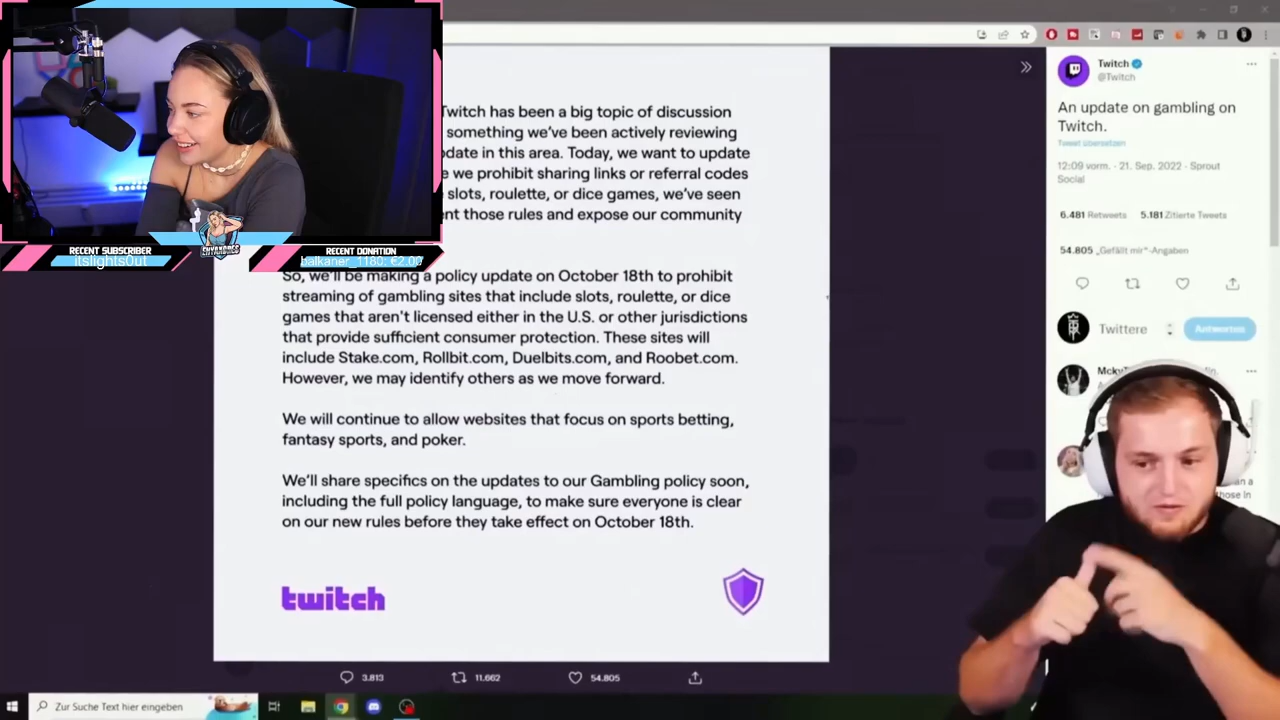 Twitch has been a big topic of discussion
something we've been actively reviewing
date in this area. Today, we want to update
e we prohibit sharing links or referral codes
slots, roulette, or dice games, we've seen
nt those rules and expose our community
So, we'll be making a policy update on October 18th to prohibit
streaming of gambling sites that include slots, roulette, or dice
games that aren't licensed either in the U.S. or other jurisdictions
that provide sufficient consumer protection. These sites will
include Stake.com, Rollbit.com, Duelbits.com, and Roobet.com.
However, we may identify others as we move forward.
We will continue to allow websites that focus on sports betting,
fantasy sports, and poker.
We'll share specifics on the updates to our Gambling policy soon,
including the full policy language, to make sure everyone is clear
on our new rules before they take effect on October 18th.
twitch
3.813
11.662
54.805
RECENT SUBSCRIBER
itslights0ut
RECENT DONATION
balkaner_1180: €2.00
Twitch
@Twitch
An update on gambling on
Twitch.
Tweet übersetzen
12:09 vorm. · 21. Sep. 2022 · Sprout
Social
6.481 Retweets 5.181 Zitierte Tweets
54.805 „Gefällt mir“-Angaben
Twittere
Antworten
Zur Suche Text hier eingeben